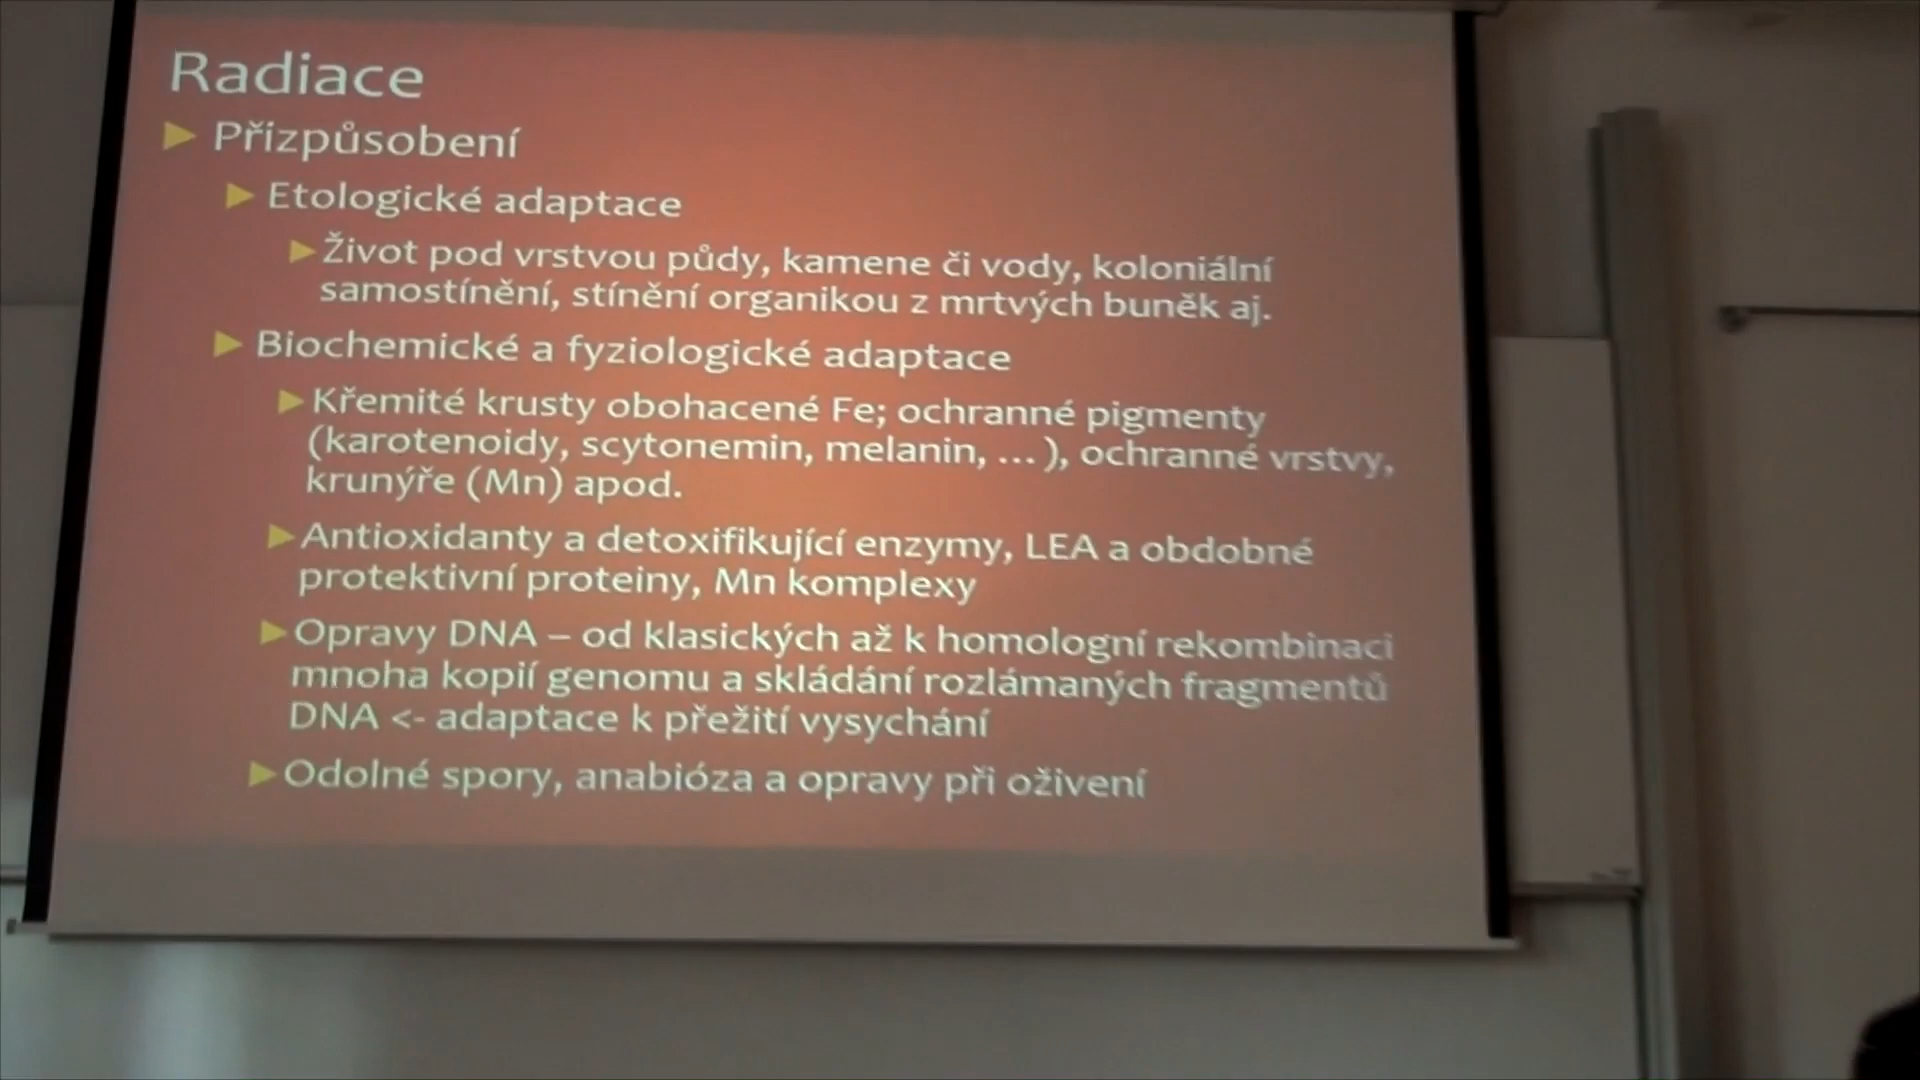 Radiace
Přizpůsobení
Etologické adaptace
Život pod vrstvou půdy, kamene či vody, koloniální
samostínění, stínění organikou z mrtvých buněk aj.
Biochemické a fyziologické adaptace
Křemité krusty obohacené Fe; ochranné pigmenty
(karotenoidy, scytonemin, melanin, ... ), ochranné vrstvy,
krunýře (Mn) apod.
Antioxidanty a detoxifikující enzymy, LEA a obdobné
protektivní proteiny, Mn komplexy
Opravy DNA – od klasických až k homologní rekombinaci
mnoha kopií genomu a skládání rozlámaných fragmentů
DNA <- adaptace k přežití vysychání
Odolné spory, anabióza a opravy při oživení